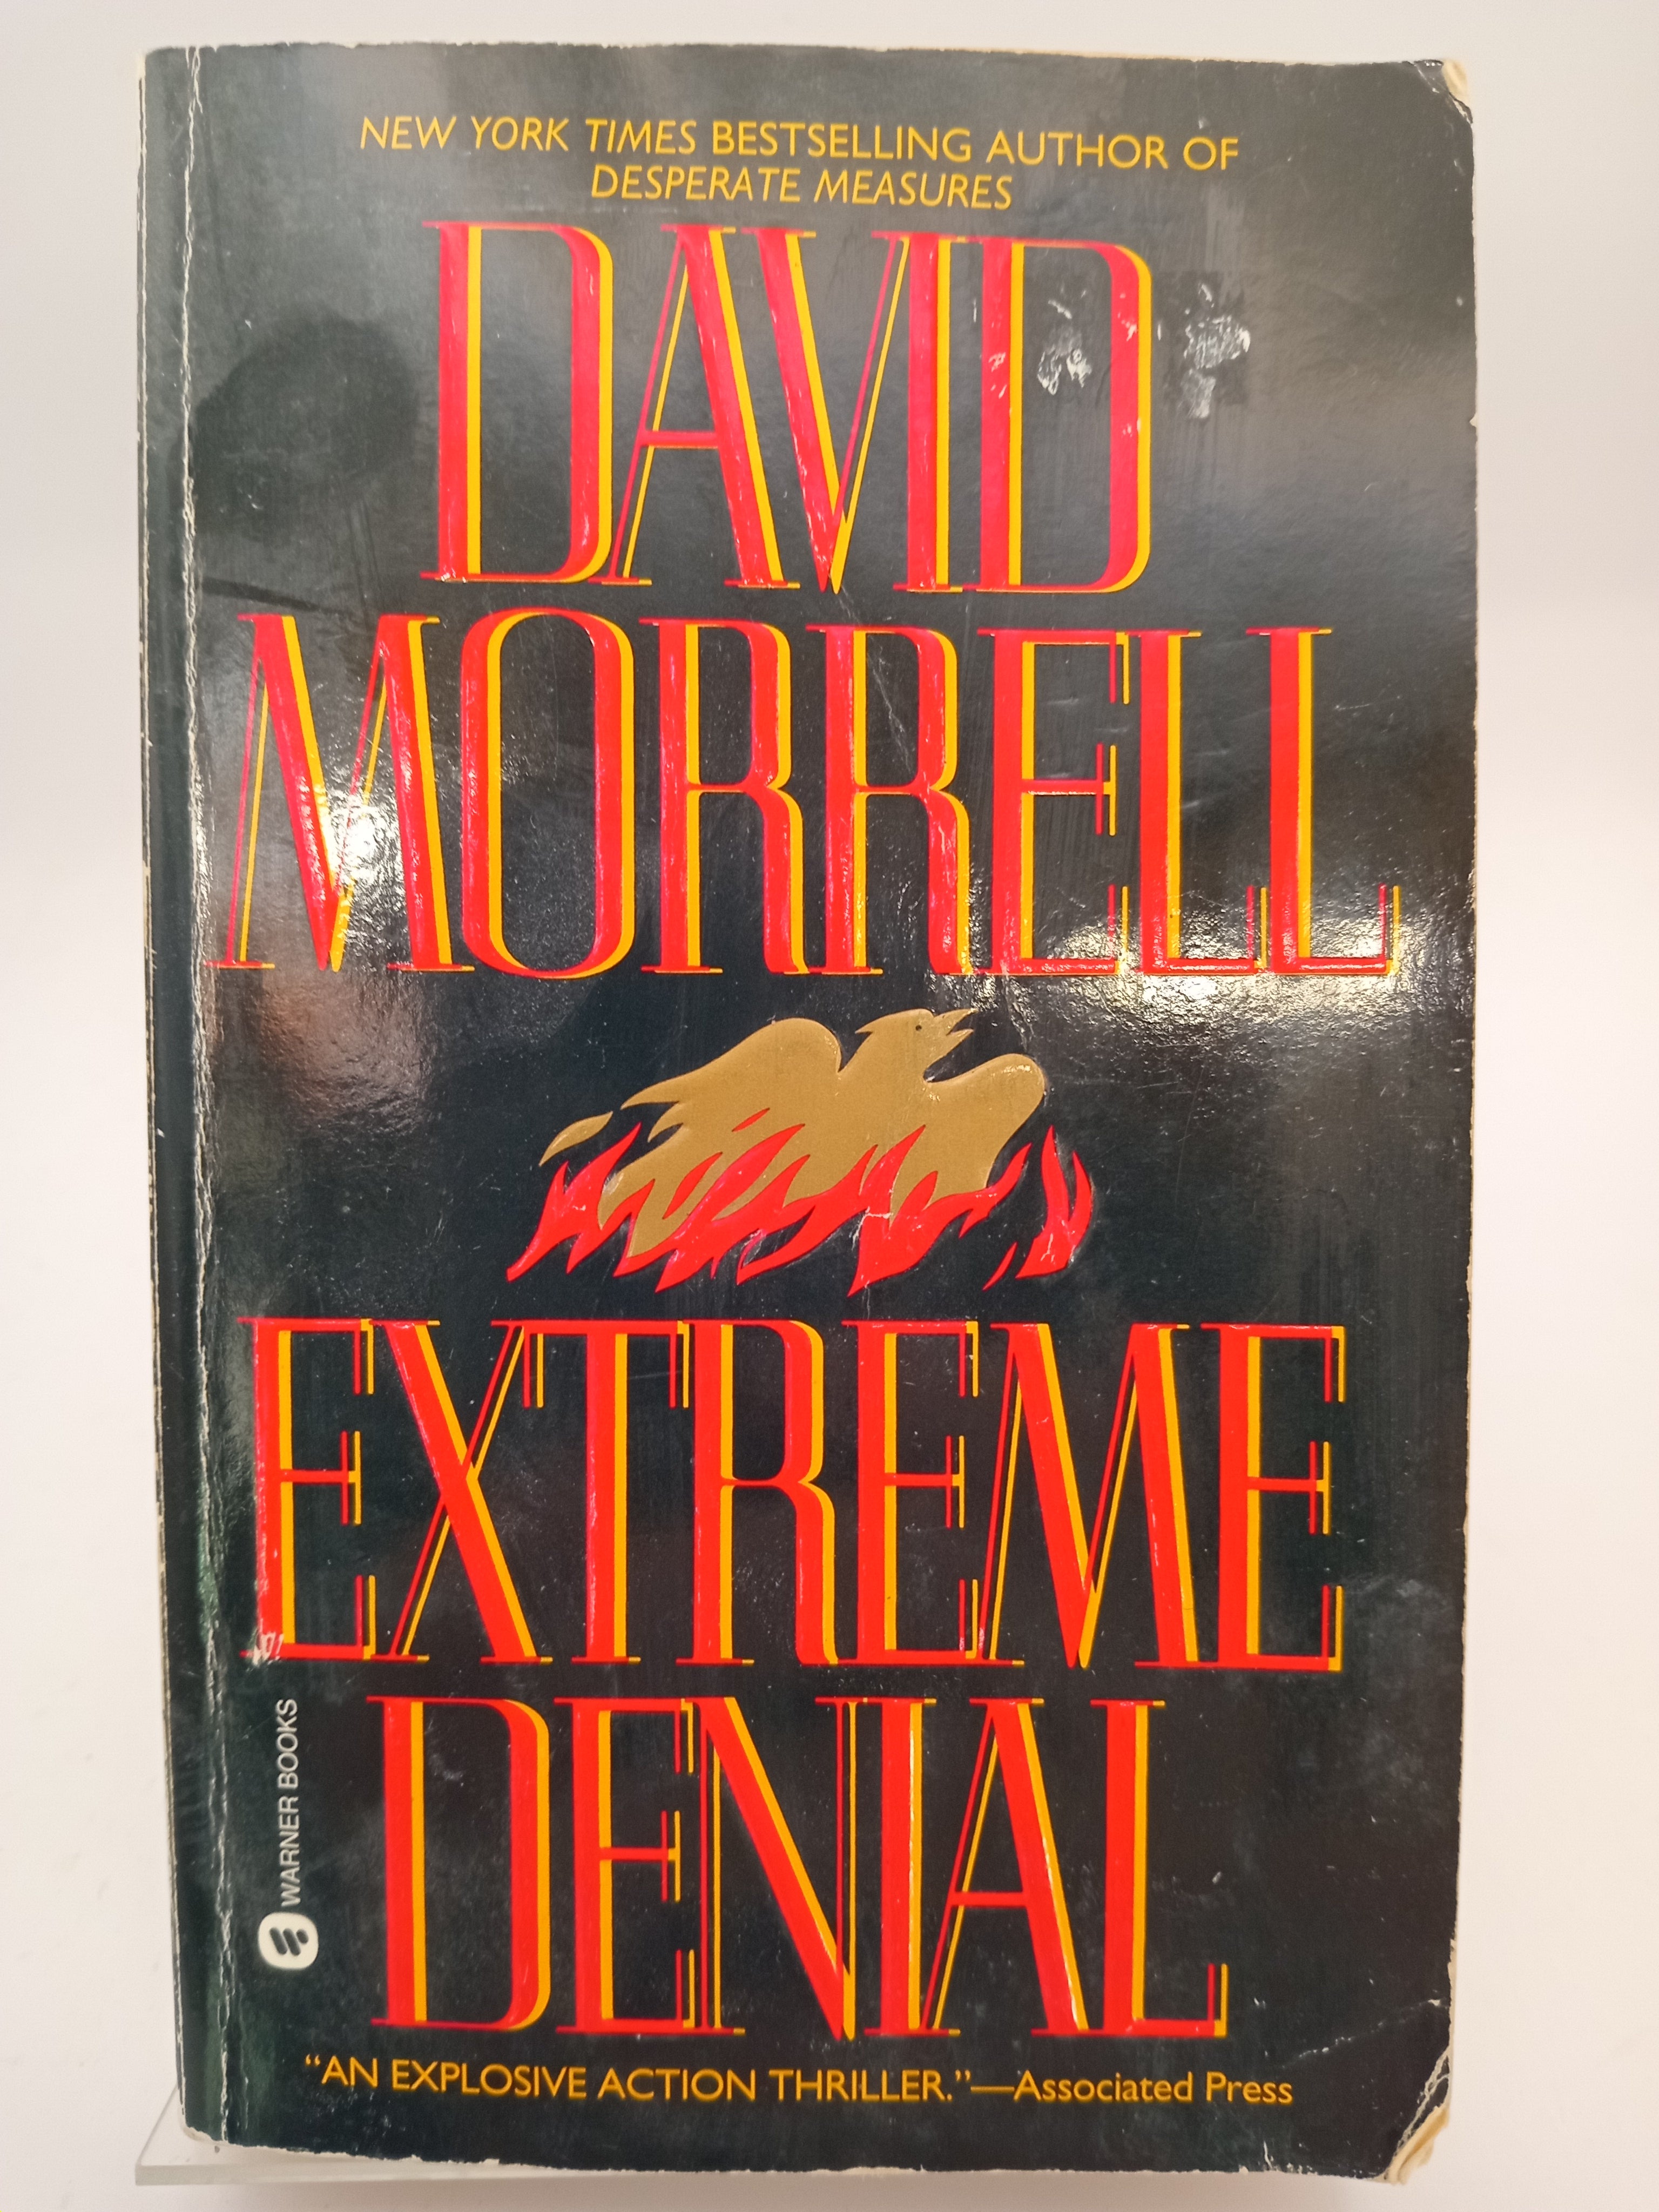 NEW YORK TIMES BESTSELLING AUTHOR OF
DESPERATE MEASURES
DAVID
MORRELL
EXTREME
DENIAL
WARNER BOOKS
“AN EXPLOSIVE ACTION THRILLER.”—Associated Press